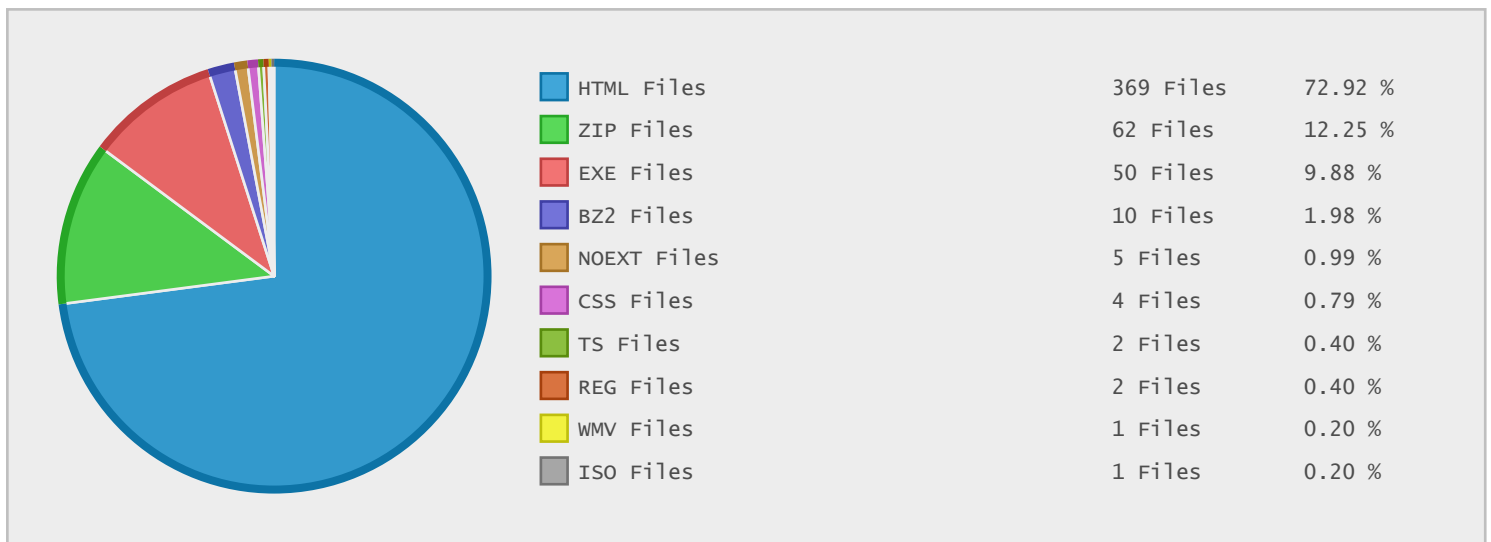 HTML Files 369 Files 72.92 %
ZIP Files 62 Files 12.25 %
EXE Files 50 Files 9.88 %
BZ2 Files 10 Files 1.98 %
NOEXT Files 5 Files 0.99 %
CSS Files 4 Files 0.79 %
TS Files 2 Files 0.40 %
REG Files 2 Files 0.40 %
WMV Files 1 Files 0.20 %
ISO Files 1 Files 0.20 %